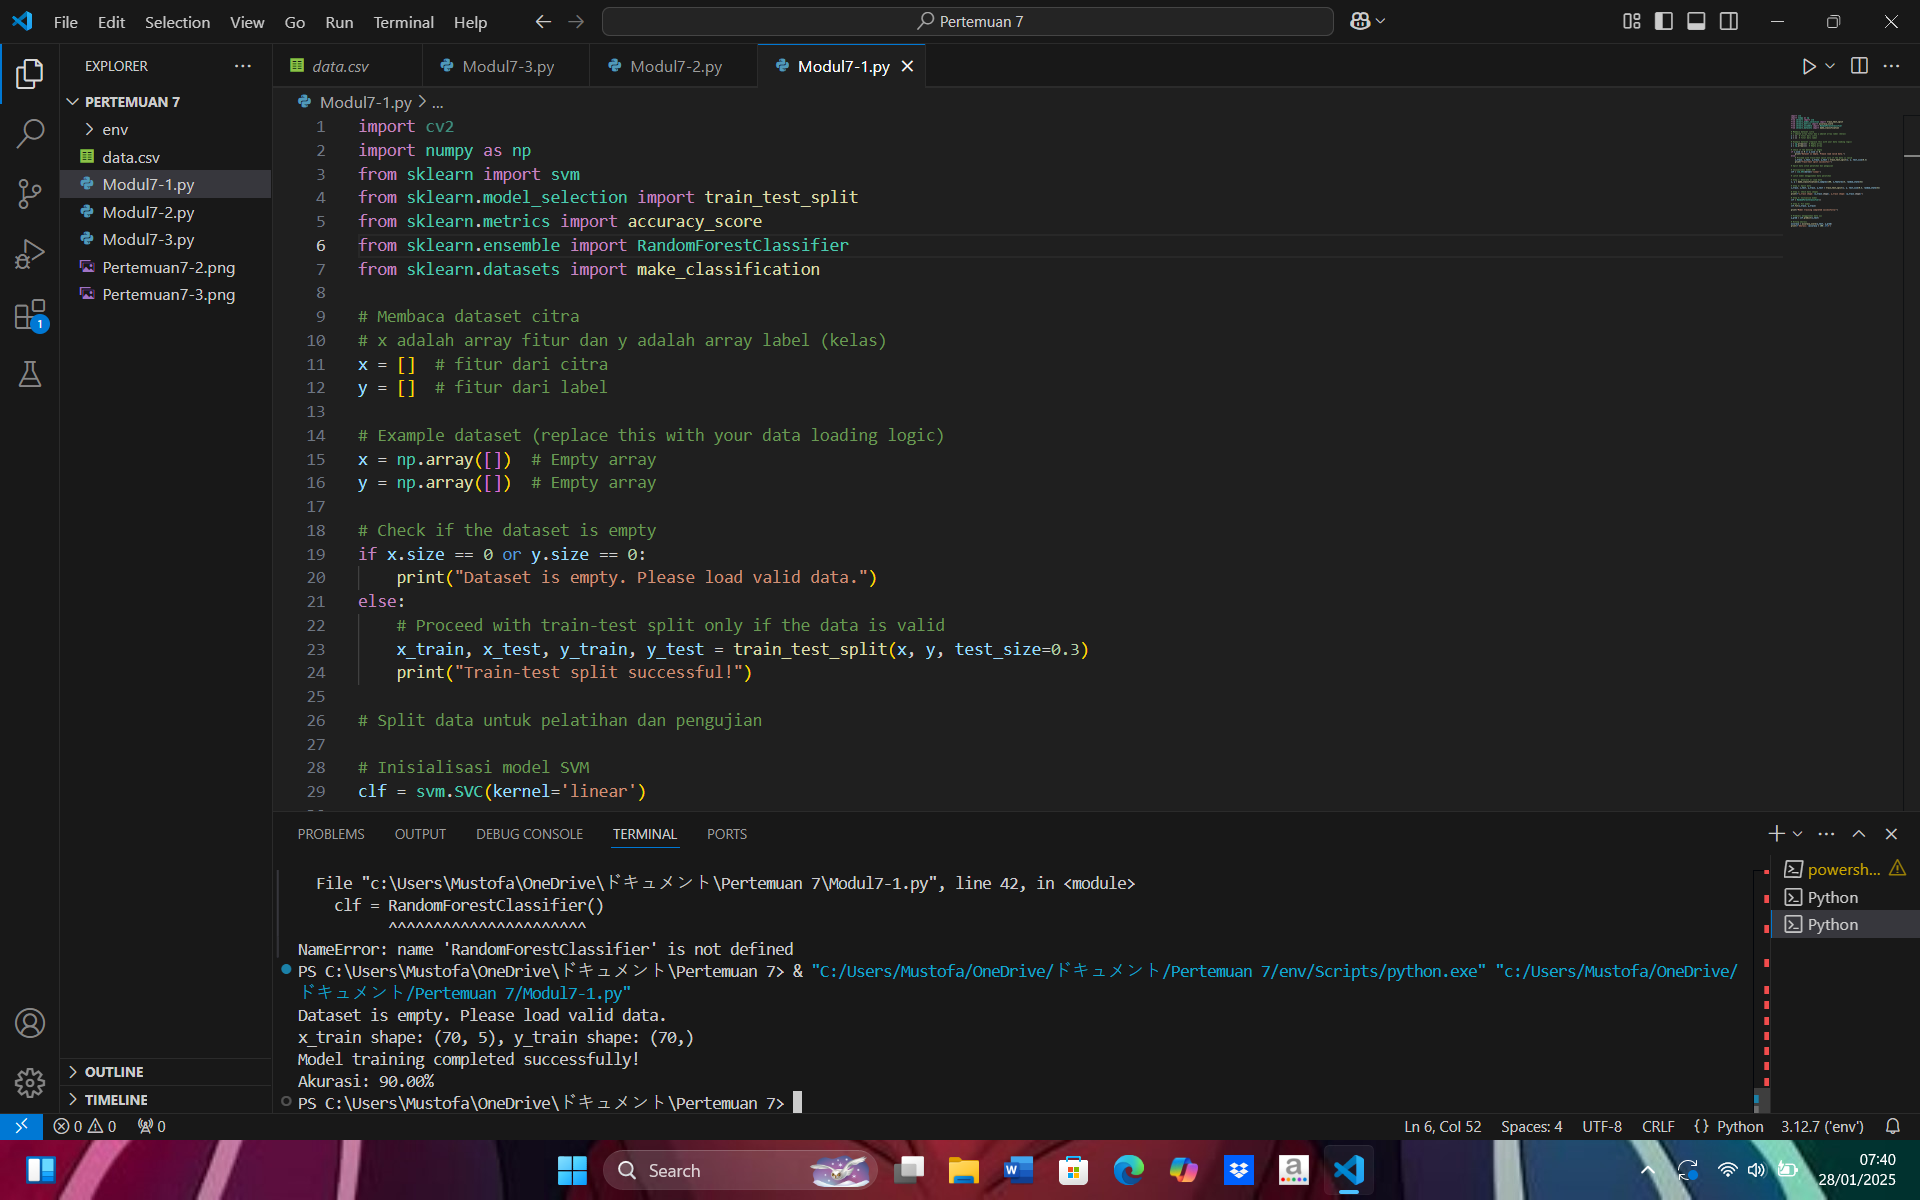 File Edit Selection View Go Run Terminal Help
Pertemuan 7
EXPLORER
PERTEMUAN 7
env
data.csv
Modul7-1.py
Modul7-2.py
Modul7-3.py
Pertemuan7-2.png
Pertemuan7-3.png
1
OUTLINE
TIMELINE
data.csv Modul7-3.py Modul7-2.py Modul7-1.py
Modul7-1.py > ...
1 import cv2
2 import numpy as np
3 from sklearn import svm
4 from sklearn.model_selection import train_test_split
5 from sklearn.metrics import accuracy_score
6 from sklearn.ensemble import RandomForestClassifier
7 from sklearn.datasets import make_classification
8
9 # Membaca dataset citra
10 # x adalah array fitur dan y adalah array label (kelas)
11 x = [] # fitur dari citra
12 y = [] # fitur dari label
13
14 # Example dataset (replace this with your data loading logic)
15 x = np.array([]) # Empty array
16 y = np.array([]) # Empty array
17
18 # Check if the dataset is empty
19 if x.size == 0 or y.size == 0:
20 print("Dataset is empty. Please load valid data.")
21 else:
22 # Proceed with train-test split only if the data is valid
23 x_train, x_test, y_train, y_test = train_test_split(x, y, test_size=0.3)
24 print("Train-test split successful!")
25
26 # Split data untuk pelatihan dan pengujian
27
28 # Inisialisasi model SVM
29 clf = svm.SVC(kernel='linear')
PROBLEMS OUTPUT DEBUG CONSOLE TERMINAL PORTS
File "c:\Users\Mustofa\OneDrive\ドキュメント\Pertemuan 7\Modul7-1.py", line 42, in <module>
clf = RandomForestClassifier()
^^^^^^^^^^^^^^^^^^^^^^
NameError: name 'RandomForestClassifier' is not defined
PS C:\Users\Mustofa\OneDrive\ドキュメント\Pertemuan 7> & "C:/Users/Mustofa/OneDrive/ドキュメント/Pertemuan 7/env/Scripts/python.exe" "c:/Users/Mustofa/OneDrive/
ドキュメント/Pertemuan 7/Modul7-1.py"
Dataset is empty. Please load valid data.
x_train shape: (70, 5), y_train shape: (70,)
Model training completed successfully!
Akurasi: 90.00%
PS C:\Users\Mustofa\OneDrive\ドキュメント\Pertemuan 7>
powersh...
Python
Python
0 0 0
Ln 6, Col 52 Spaces: 4 UTF-8 CRLF {} Python 3.12.7 ('env')
Search
07:40
28/01/2025